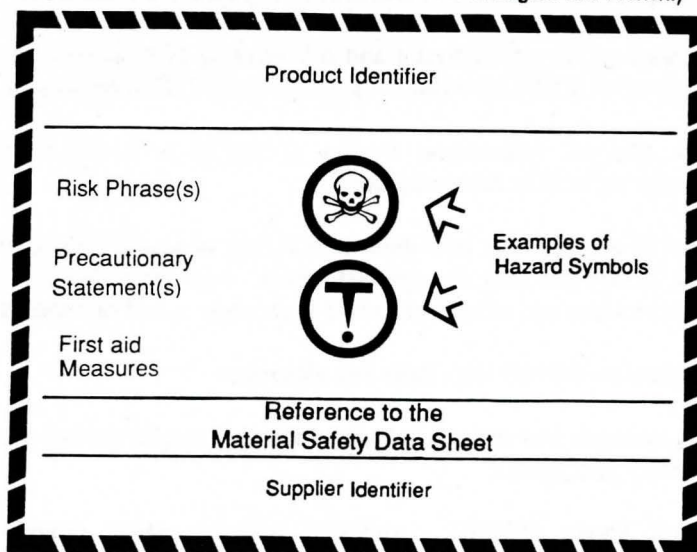 Product Identifier
Risk Phrase(s)
Precautionary
Statement(s)
First aid
Measures
Examples of
Hazard Symbols
Reference to the
Material Safety Data Sheet
Supplier Identifier